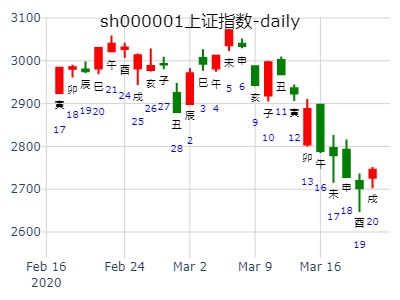 sh000001上证指数-daily
3100
3000
2900
2800
2700
2600
寅
17
卯
18
辰
19
巳
20
午
21
酉
24
戌
25
亥
26
子
27
丑
28
辰
2
巳
3
午
4
未
5
申
6
亥
9
子
10
丑
11
寅
12
卯
13
午
16
未
17
申
18
酉
19
戌
20
Feb 16
2020
Feb 24
Mar 2
Mar 9
Mar 16